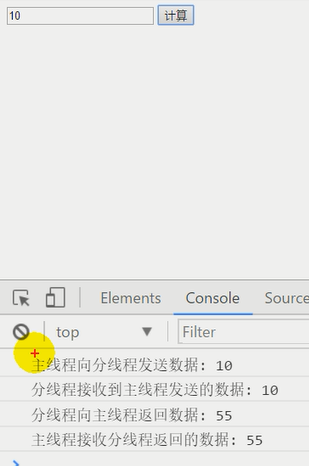 10 计算
Elements Console Source
top ▼ Filter
主线程向分线程发送数据: 10
分线程接收到主线程发送的数据: 10
分线程向主线程返回数据: 55
主线程接收分线程返回的数据: 55